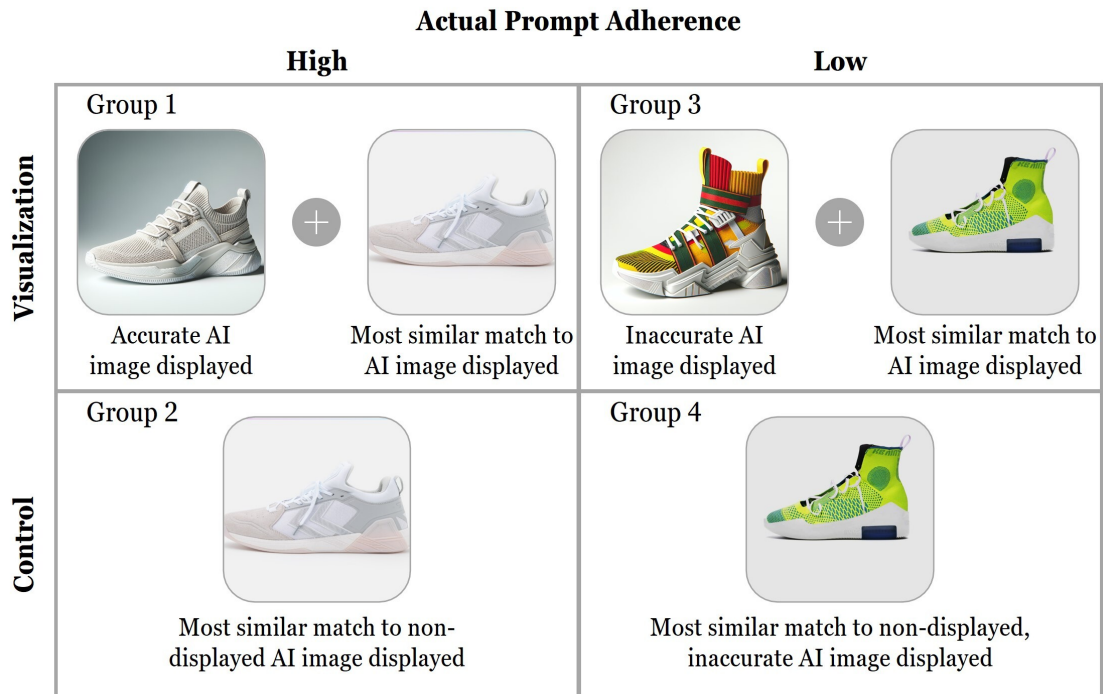 Actual Prompt Adherence
High
Low
Visualization
Group 1
Accurate AI
image displayed
Most similar match to
AI image displayed
Group 3
Inaccurate AI
image displayed
Most similar match to
AI image displayed
Control
Group 2
Most similar match to non-
displayed AI image displayed
Group 4
Most similar match to non-displayed,
inaccurate AI image displayed